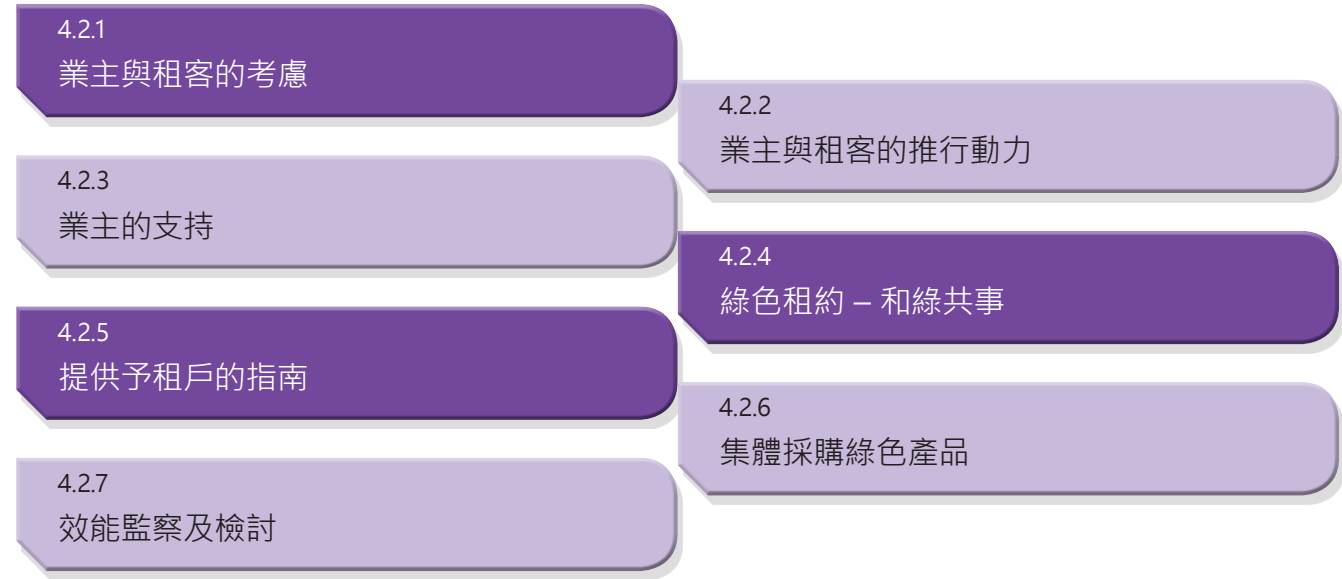 4.2.1
業主與租客的考慮
4.2.2
業主與租客的推行動力
4.2.3
業主的支持
4.2.4
綠色租約 – 和綠共事
4.2.5
提供予租戶的指南
4.2.6
集體採購綠色產品
4.2.7
效能監察及檢討